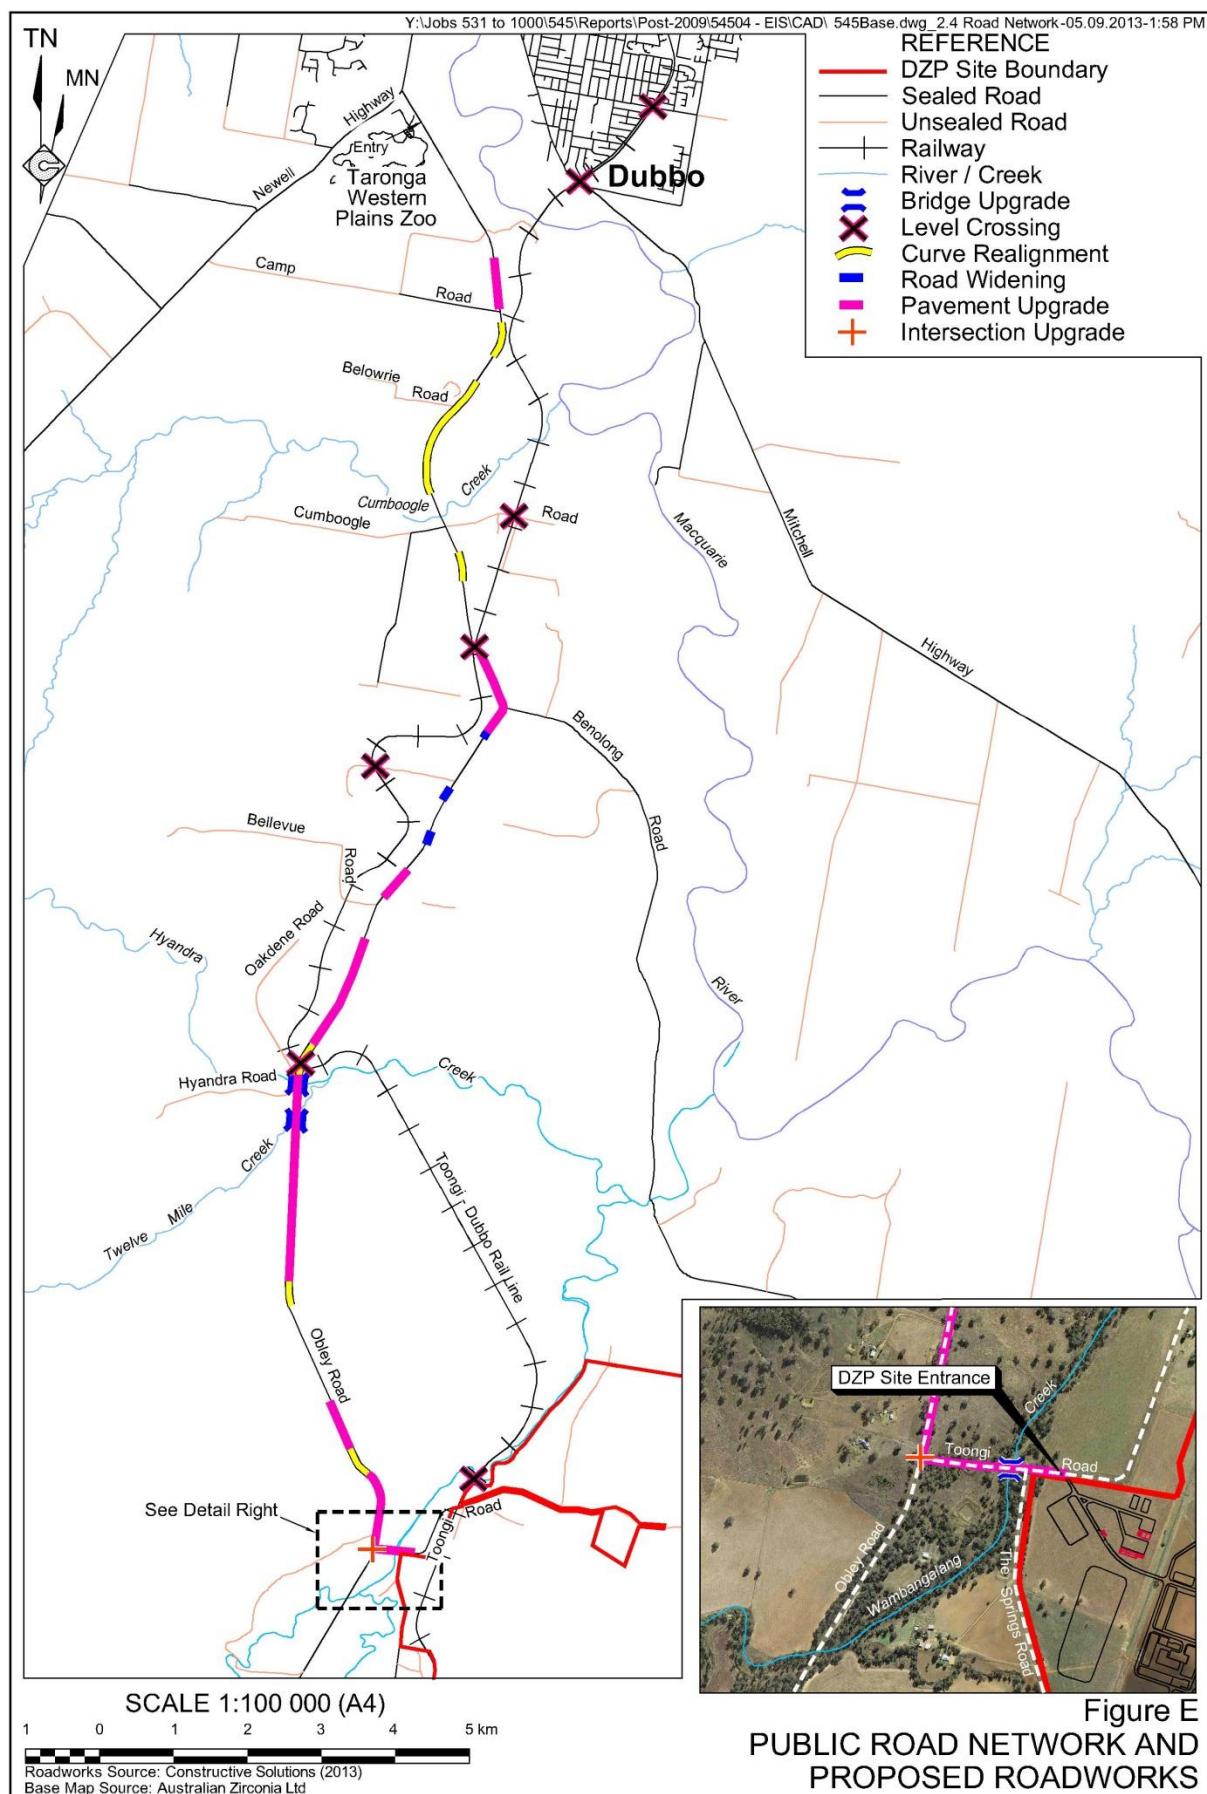 Y:\Jobs 531 to 1000\545\Reports\Post-2009\54504 - EIS\CAD\ 545Base.dwg_2.4 Road Network-05.09.2013-1:58 PM
TN
MN
REFERENCE
DZP Site Boundary
Sealed Road
Unsealed Road
Railway
River / Creek
Bridge Upgrade
Level Crossing
Curve Realignment
Road Widening
Pavement Upgrade
Intersection Upgrade
Newell
Highway
Entry
Taronga
Western
Plains Zoo
Dubbo
Camp
Road
Belowrie
Road
Cumboogle
Creek
Cumboogle
Road
Macquarie
Mitchell
Highway
Benolong
Road
Bellevue
Road
Oakdene Road
Hyandra
River
Hyandra Road
Creek
Creek
Twelve Mile
Toongi - Dubbo Rail Line
Obley Road
See Detail Right
Toongi
Road
DZP Site Entrance
Creek
Toongi
Road
Obley Road
Wambangalang
The Springs Road
SCALE 1:100 000 (A4)
1 0 1 2 3 4 5 km
Roadworks Source: Constructive Solutions (2013)
Base Map Source: Australian Zirconia Ltd
Figure E
PUBLIC ROAD NETWORK AND
PROPOSED ROADWORKS